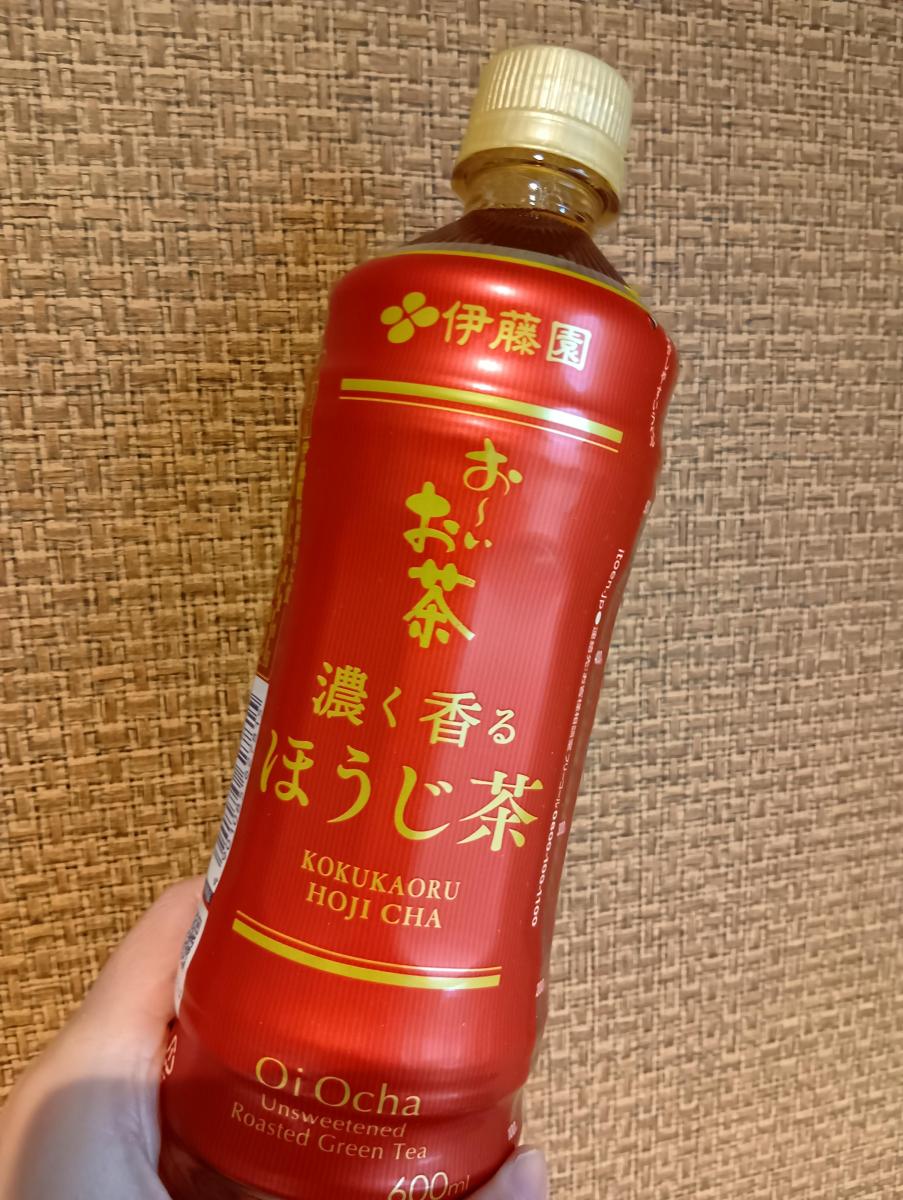 伊藤園
お〜い
お茶
濃く香る
ほうじ茶
KOKUKAORU
HOJI CHA
Oi Ocha
Unsweetened
Roasted Green Tea
600ml